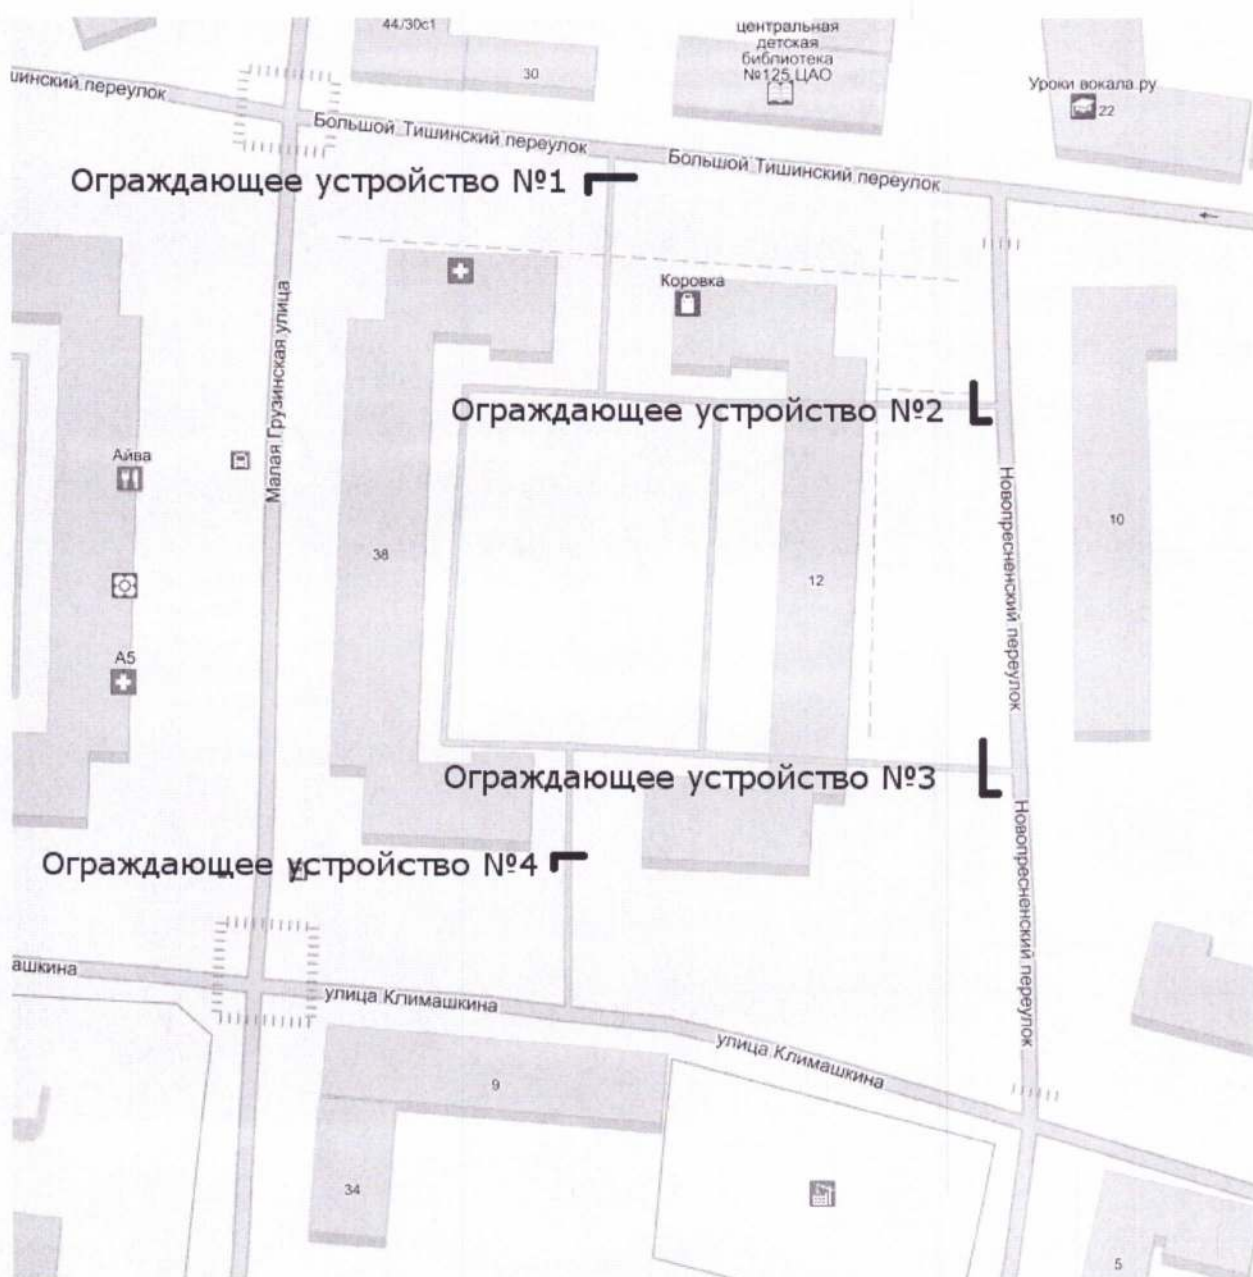 44/30с1
30
центральная
детская
библиотека
№125 ЦАО
Уроки вокала.ру
22
шинский переулок
Большой Тишинский переулок
Большой Тишинский переулок
Ограждающее устройство №1
Коровка
Малая Грузинская улица
Ограждающее устройство №2
Айва
Новопресненский переулок
38
12
10
А5
Ограждающее устройство №3
Новопресненский переулок
Ограждающее устройство №4
ашкина
улица Климашкина
улица Климашкина
9
34
5